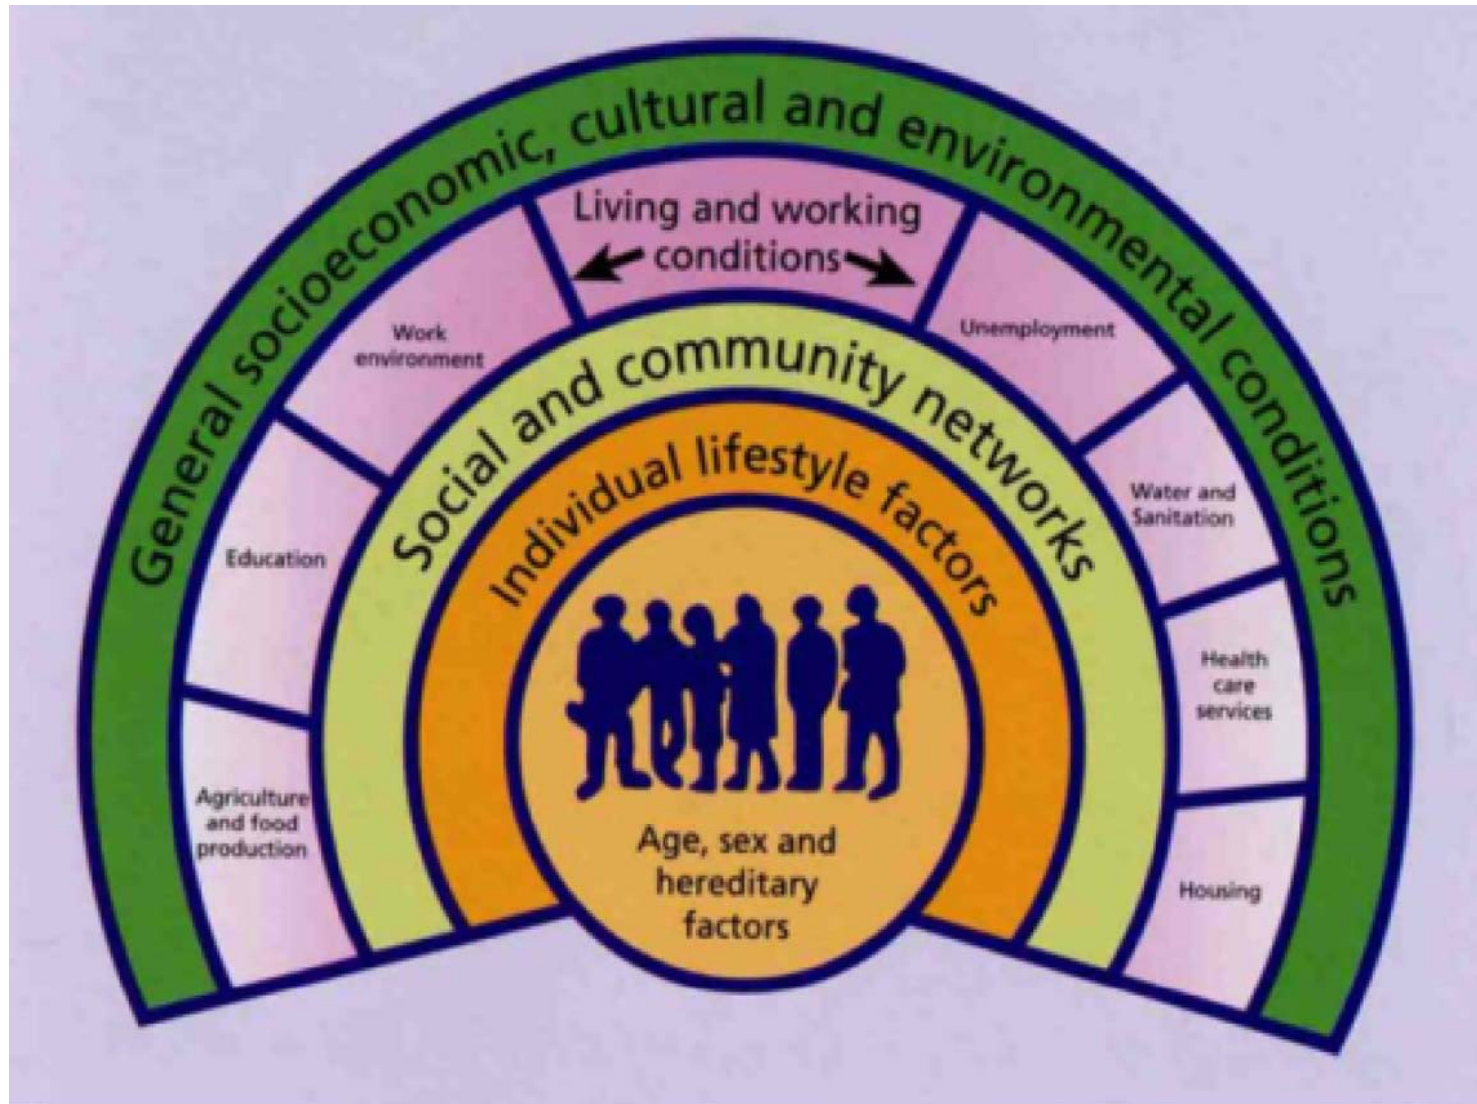 General socioeconomic, cultural and environmental conditions
Living and working
conditions
Work
environment
Unemployment
Education
Water and
Sanitation
Agriculture
and food
production
Health
care
services
Housing
Social and community networks
Individual lifestyle factors
Age, sex and
hereditary
factors